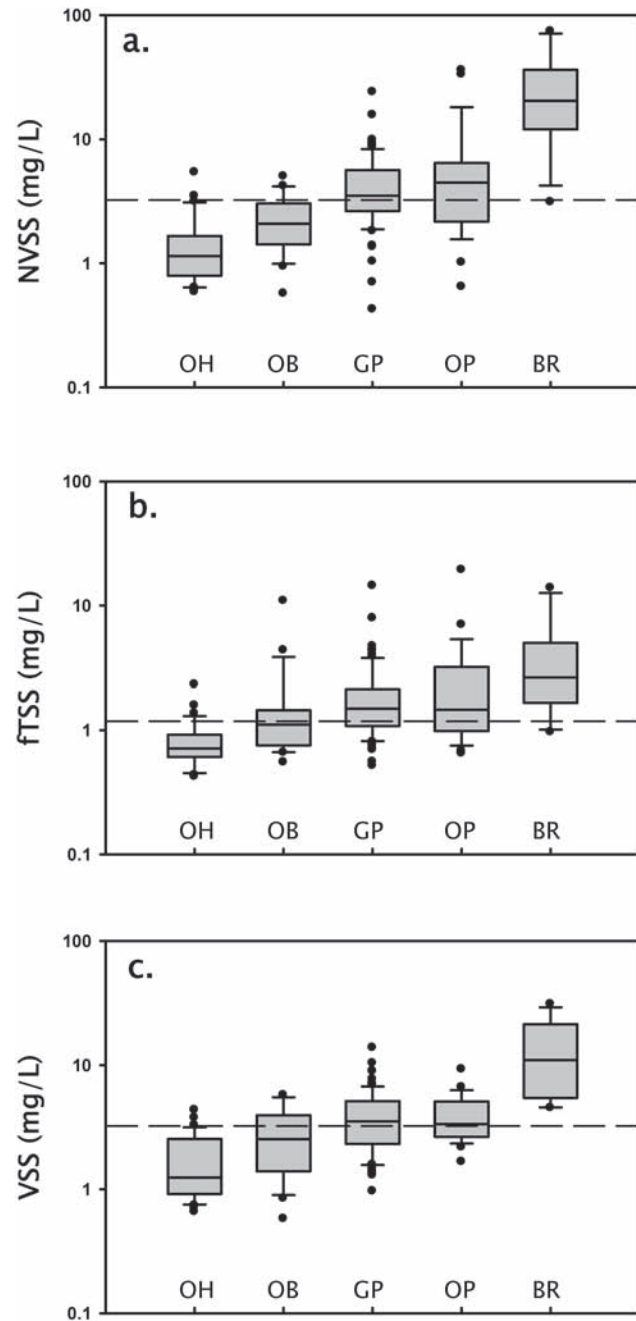 a.
NVSS (mg/L)
100
10
1
0.1
OH OB GP OP BR
b.
fTSS (mg/L)
100
10
1
0.1
OH OB GP OP BR
c.
VSS (mg/L)
100
10
1
0.1
OH OB GP OP BR